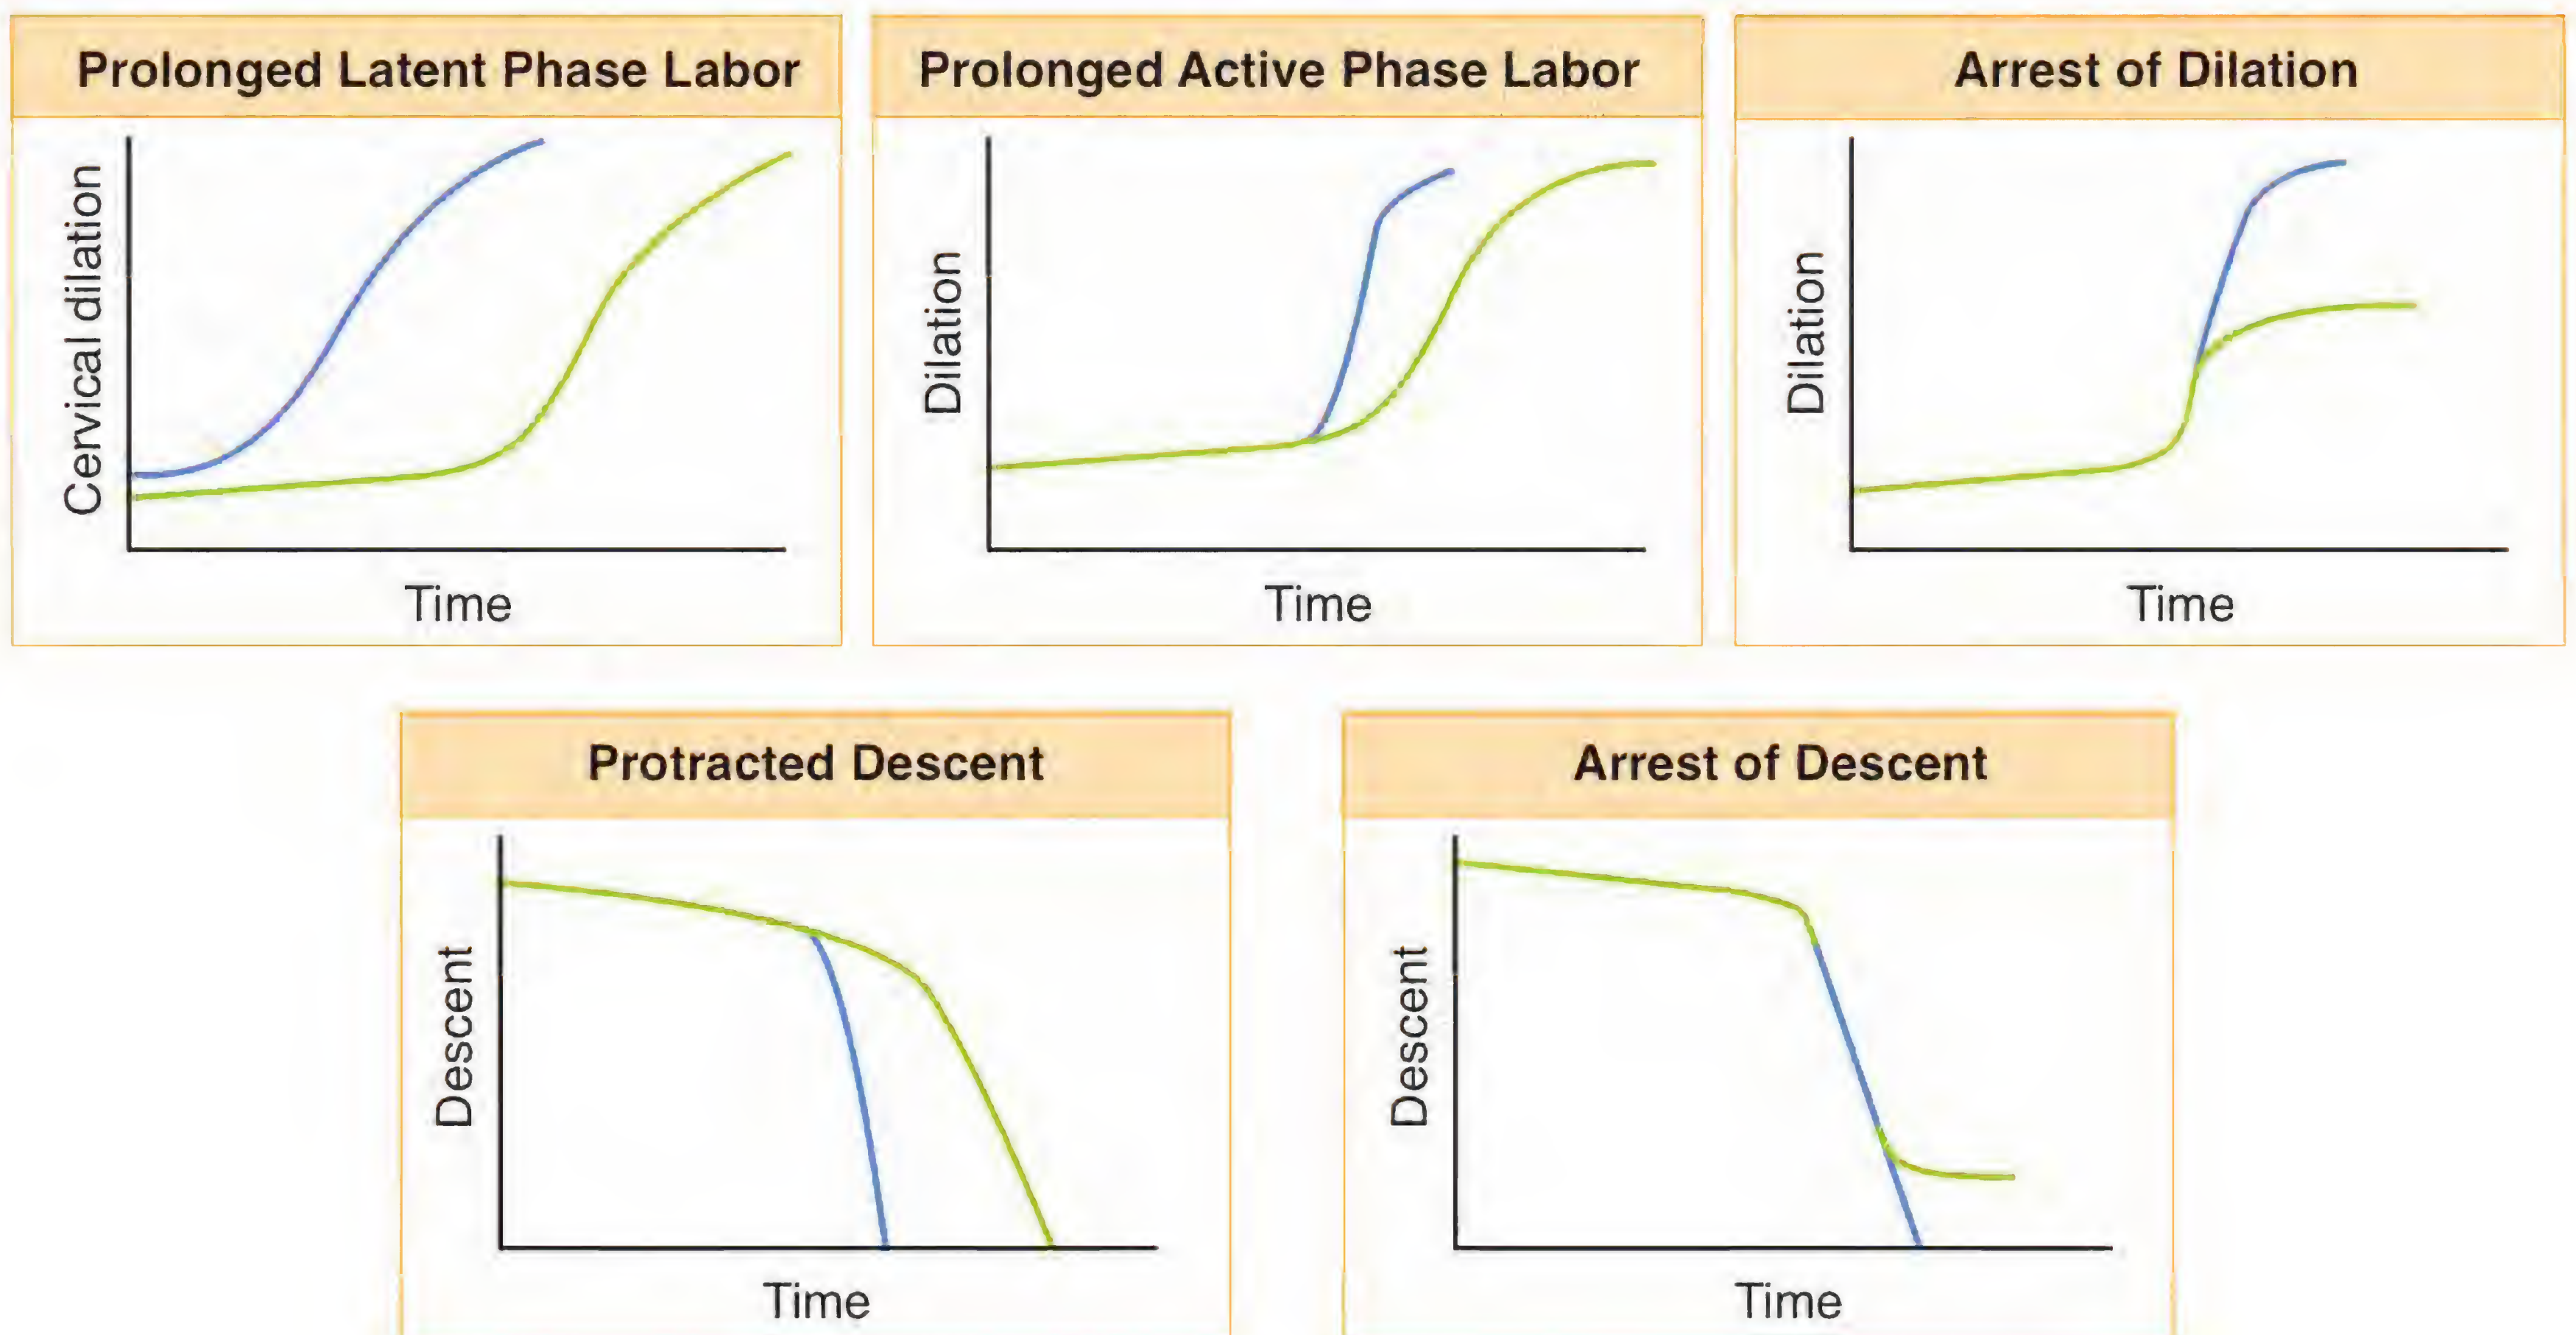 Prolonged Latent Phase Labor
Cervical dilation
Time
Prolonged Active Phase Labor
Dilation
Time
Arrest of Dilation
Dilation
Time
Protracted Descent
Descent
Time
Arrest of Descent
Descent
Time